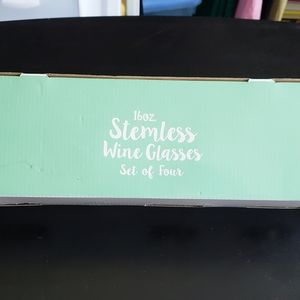 16oz.
Stemless
Wine Glasses
Set of Four